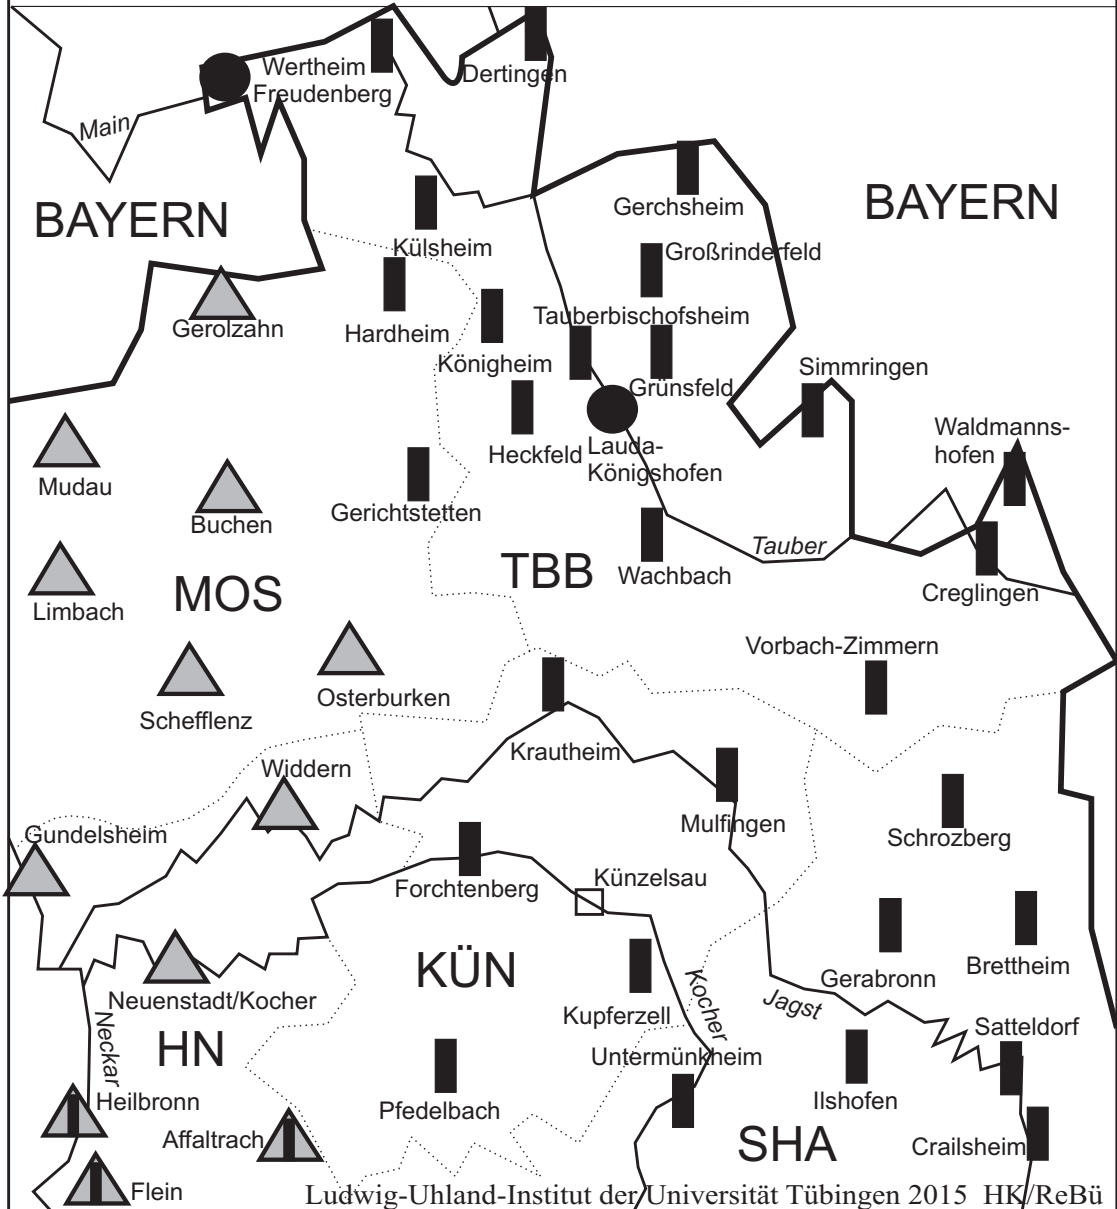 Wertheim
Freudenberg
Dertingen
Main
BAYERN
Gerchsheim
BAYERN
Külsheim
Großrinderfeld
Gerolzahn
Hardheim
Tauberbischofsheim
Königheim
Grünsfeld
Simmringen
Waldmanns-
hofen
Heckfeld
Lauda-
Königshofen
Mudau
Buchen
Gerichtstetten
Tauber
TBB
Wachbach
Creglingen
Limbach
MOS
Vorbach-Zimmern
Osterburken
Schefflenz
Krautheim
Widdern
Mulfingen
Schrozberg
Gundelsheim
Forchtenberg
Künzelsau
Gerabronn
Brettheim
KÜN
Neuenstadt/Kocher
Kupferzell
Kocher
Jagst
Satteldorf
HN
Neckar
Untermünkheim
Heilbronn
Pfedelbach
Ilshofen
Affaltrach
SHA
Crailsheim
Flein
Ludwig-Uhland-Institut der Universität Tübingen 2015 HK/ReBü